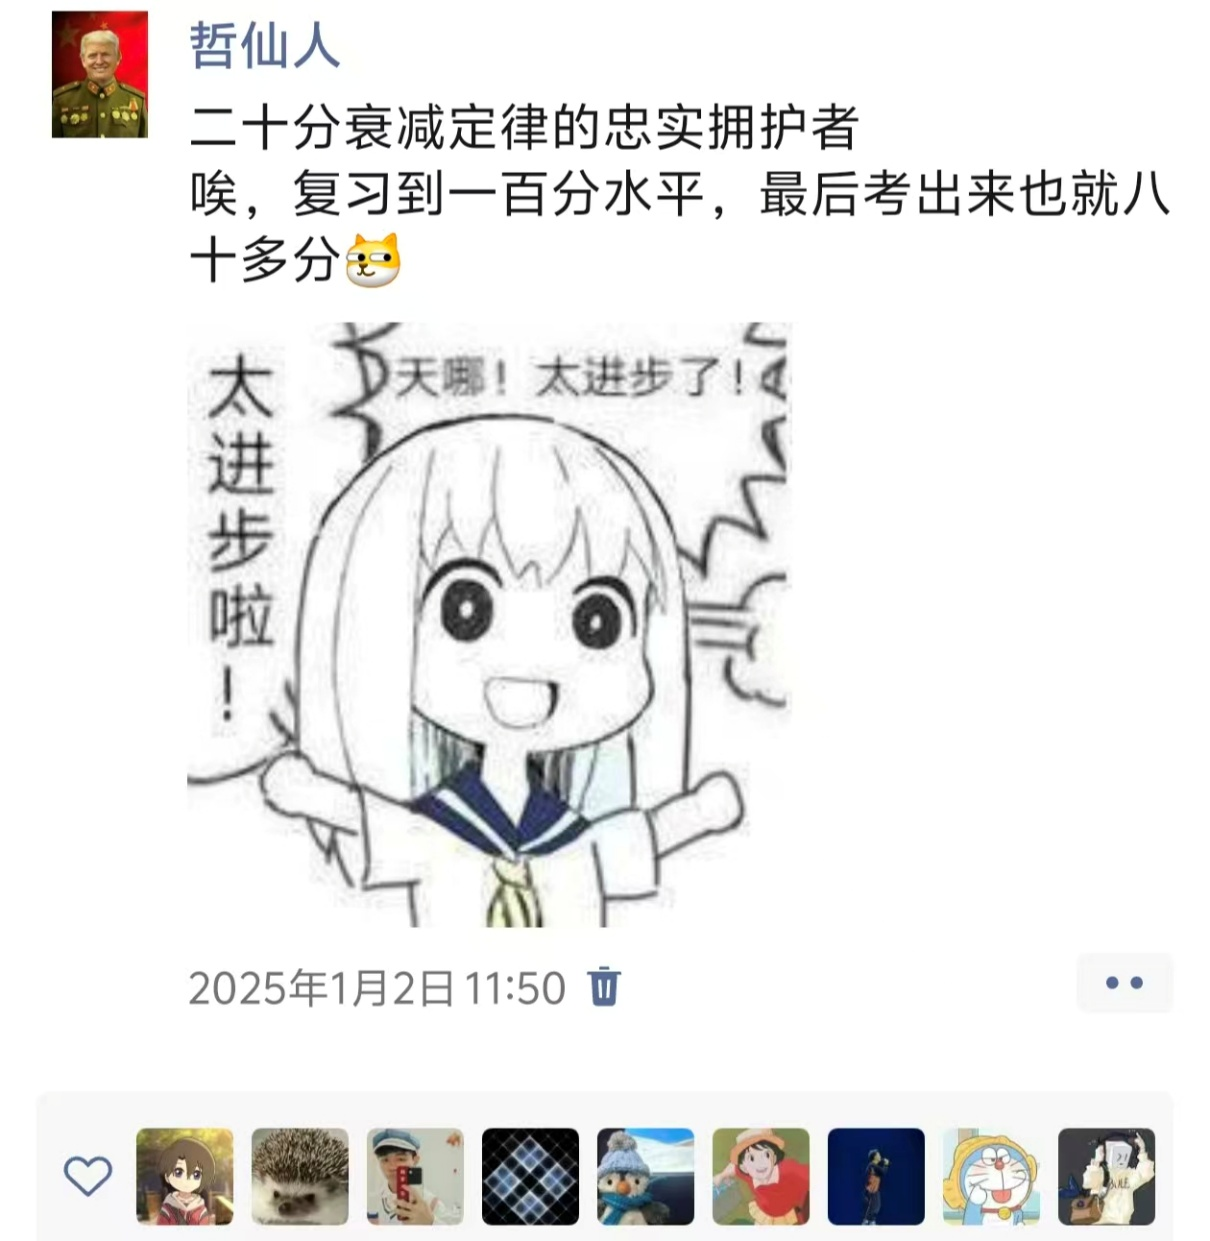 哲仙人
二十分衰减定律的忠实拥护者
唉，复习到一百分水平，最后考出来也就八
十多分
太进步啦！
天哪！太进步了！
2025年1月2日 11:50